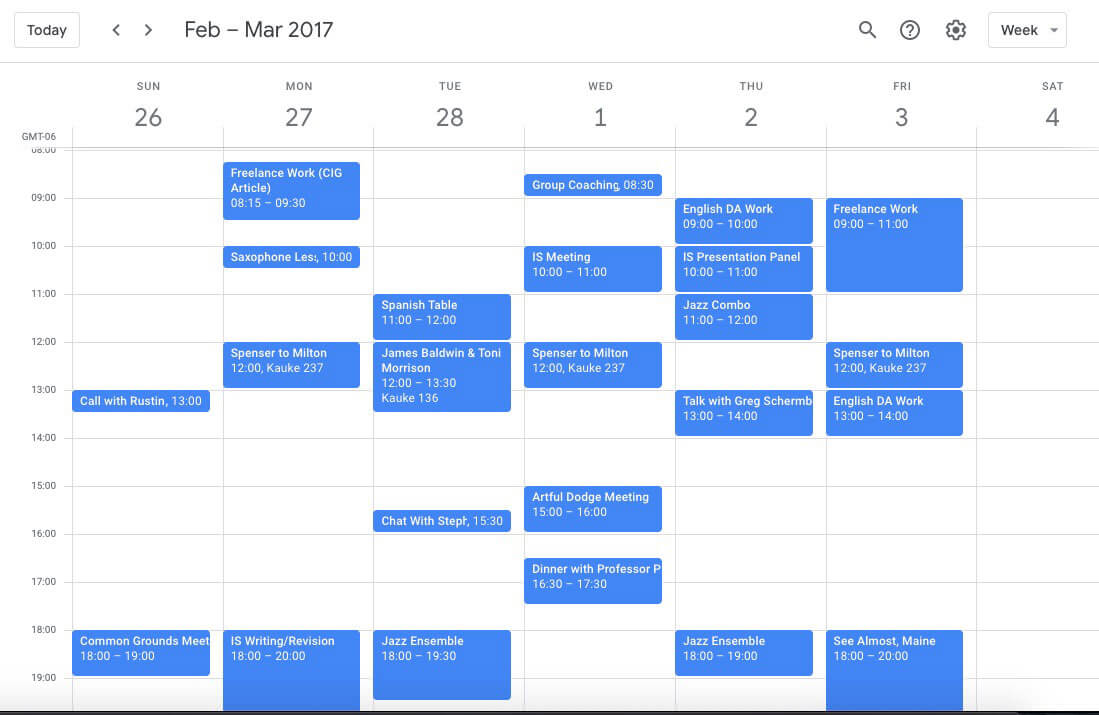 Today
Feb – Mar 2017
Week
SUN
MON
TUE
WED
THU
FRI
SAT
26
27
28
1
2
3
4
GMT-06
08:00
09:00
10:00
11:00
12:00
13:00
14:00
15:00
16:00
17:00
18:00
19:00
Call with Rustin, 13:00
Common Grounds Meet
18:00 – 19:00
Freelance Work (CIG
Article)
08:15 – 09:30
Saxophone Les, 10:00
Spenser to Milton
12:00, Kauke 237
IS Writing/Revision
18:00 – 20:00
Spanish Table
11:00 – 12:00
James Baldwin & Toni
Morrison
12:00 – 13:30
Kauke 136
Chat With Step, 15:30
Jazz Ensemble
18:00 – 19:30
Group Coaching, 08:30
IS Meeting
10:00 – 11:00
Spenser to Milton
12:00, Kauke 237
Artful Dodge Meeting
15:00 – 16:00
Dinner with Professor P
16:30 – 17:30
English DA Work
09:00 – 10:00
IS Presentation Panel
10:00 – 11:00
Jazz Combo
11:00 – 12:00
Talk with Greg Schermb
13:00 – 14:00
Jazz Ensemble
18:00 – 19:00
Freelance Work
09:00 – 11:00
Spenser to Milton
12:00, Kauke 237
English DA Work
13:00 – 14:00
See Almost, Maine
18:00 – 20:00